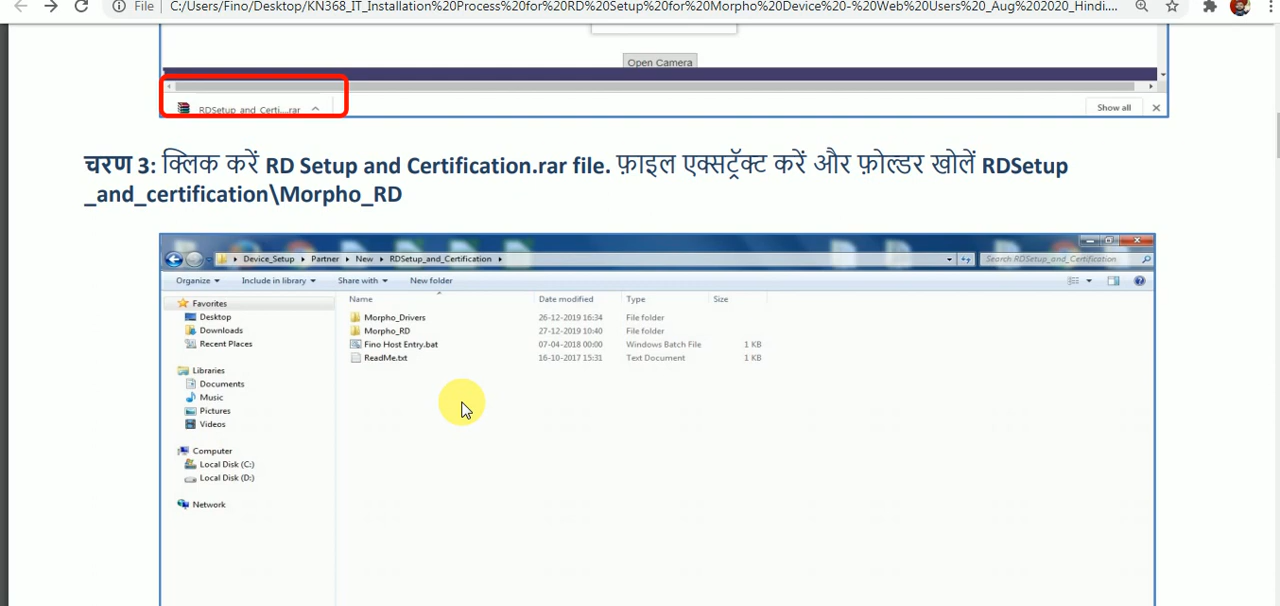 File C:/Users/Fino/Desktop/KN368_IT_Installation%20Process%20for%20RD%20Setup%20for%20Morpho%20Device%20-%20Web%20Users%20_Aug%202020_Hindi....
Open Camera
RDSetup_and_Certi....rar
Show all
चरण 3: क्लिक करें RD Setup and Certification.rar file. फ़ाइल एक्सट्रॅक्ट करें और फ़ोल्डर खोलें RDSetup
_and_certification\Morpho_RD
Device_Setup Partner New RDSetup_and_Certification Search RDSetup_and_Certification
Organize Include in library Share with New folder
Name Date modified Type Size
Favorites
Desktop
Downloads
Recent Places
Libraries
Documents
Music
Pictures
Videos
Computer
Local Disk (C:)
Local Disk (D:)
Network
Morpho_Drivers 26-12-2019 16:34 File folder
Morpho_RD 27-12-2019 10:40 File folder
Fino Host Entry.bat 07-04-2018 00:00 Windows Batch File 1 KB
ReadMe.txt 16-10-2017 15:31 Text Document 1 KB